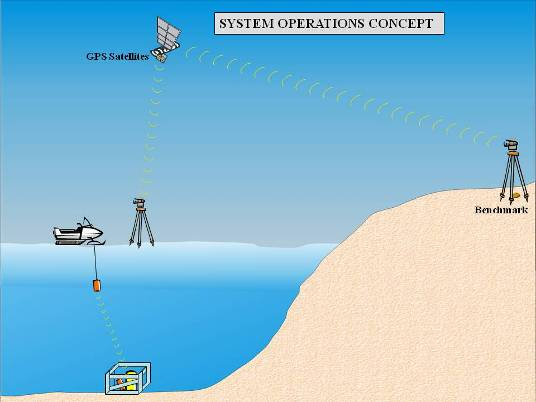 SYSTEM OPERATIONS CONCEPT
GPS Satellites
Benchmark